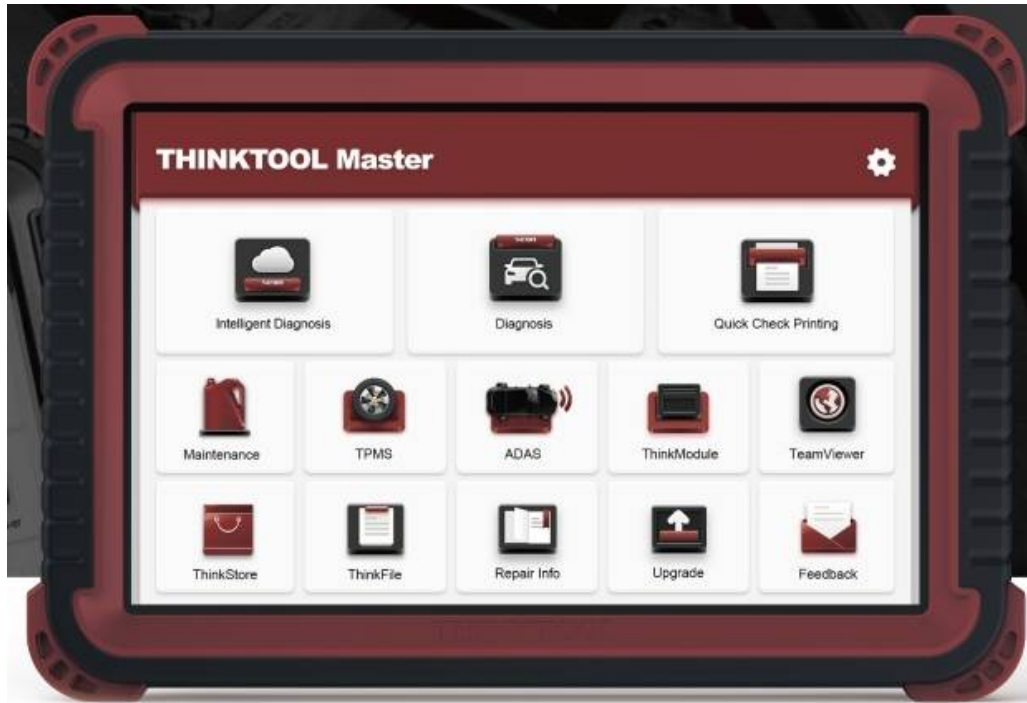 THINKTOOL Master
Intelligent Diagnosis
Diagnosis
Quick Check Printing
Maintenance
TPMS
ADAS
ThinkModule
TeamViewer
ThinkStore
ThinkFile
Repair Info
Upgrade
Feedback